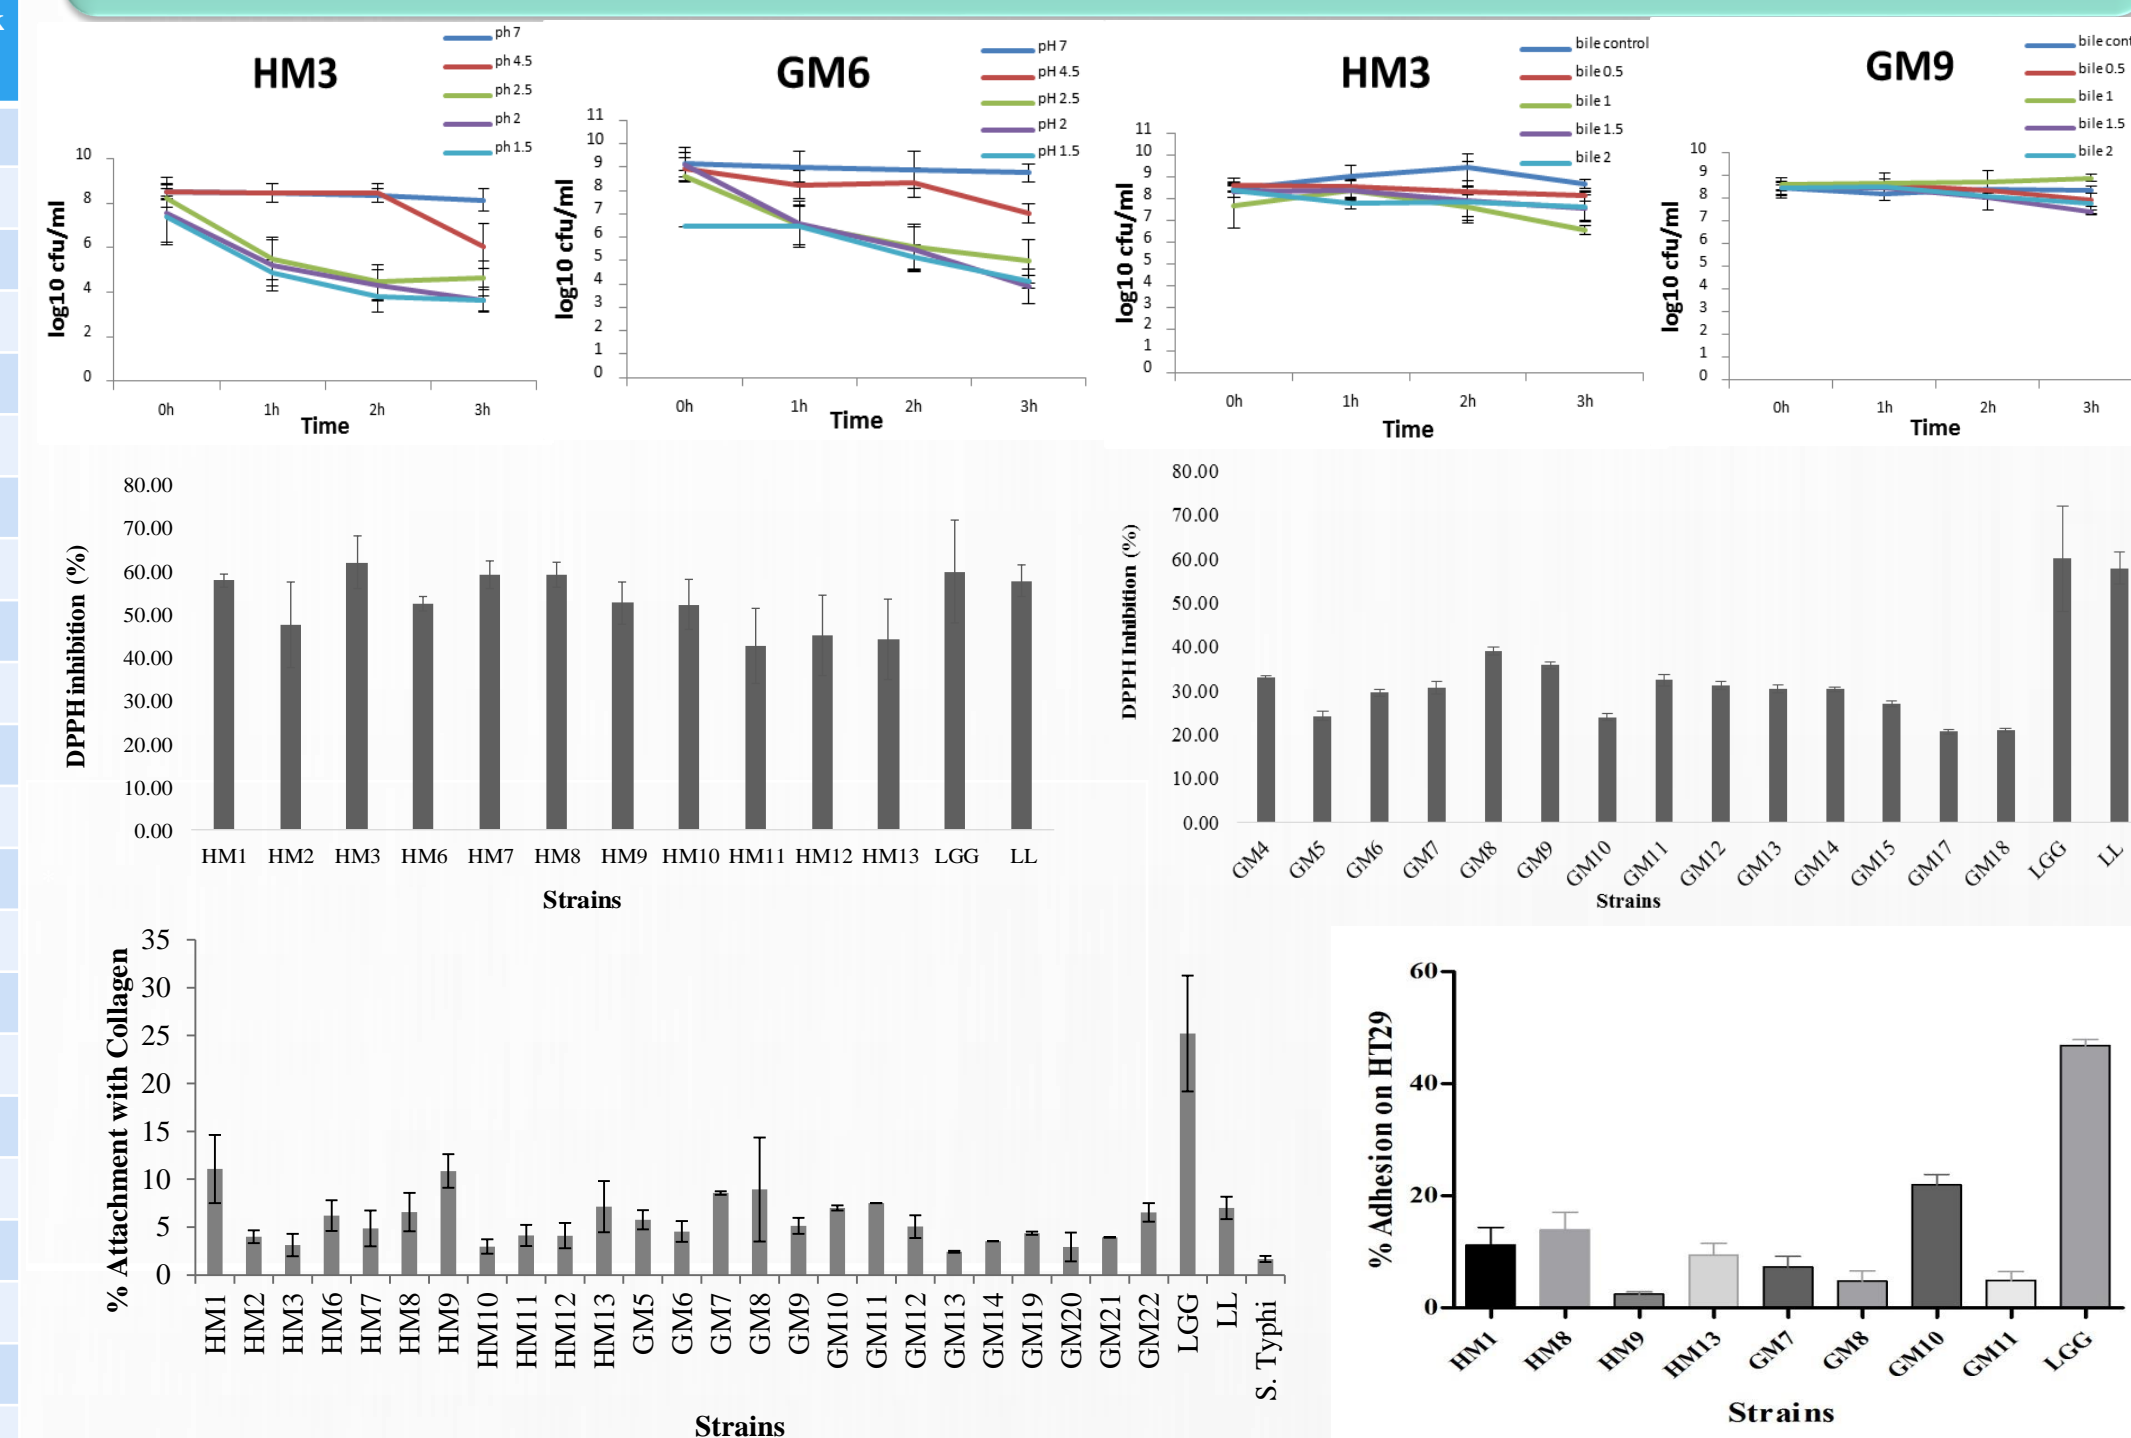 HM3
ph 7
ph 4.5
ph 2.5
ph 2
ph 1.5
log10 cfu/ml
10
8
6
4
2
0
0h 1h 2h 3h
Time
GM6
pH 7
pH 4.5
pH 2.5
pH 2
pH 1.5
log10 cfu/ml
11
10
9
8
7
6
5
4
3
2
1
0
0h 1h 2h 3h
Time
HM3
bile control
bile 0.5
bile 1
bile 1.5
bile 2
log10 cfu/ml
11
10
9
8
7
6
5
4
3
2
1
0
0h 1h 2h 3h
Time
GM9
bile cont
bile 0.5
bile 1
bile 1.5
bile 2
log10 cfu/ml
10
9
8
7
6
5
4
3
2
1
0
0h 1h 2h 3h
Time
DPPH inhibition (%)
80.00
70.00
60.00
50.00
40.00
30.00
20.00
10.00
0.00
HM1 HM2 HM3 HM6 HM7 HM8 HM9 HM10 HM11 HM12 HM13 LGG LL
Strains
DPPH Inhibition (%)
80.00
70.00
60.00
50.00
40.00
30.00
20.00
10.00
0.00
GM4 GM5 GM6 GM7 GM8 GM9 GM10 GM11 GM12 GM13 GM14 GM15 GM17 GM18 LGG LL
Strains
% Attachment with Collagen
35
30
25
20
15
10
5
0
HM1 HM2 HM3 HM6 HM7 HM8 HM9 HM10 HM11 HM12 HM13 GM5 GM6 GM7 GM8 GM9 GM10 GM11 GM12 GM13 GM14 GM19 GM20 GM21 GM22 LGG LL S. Typhi
Strains
% Adhesion on HT29
60
40
20
0
HM1 HM8 HM9 HM13 GM7 GM8 GM10 GM11 LGG
Strains